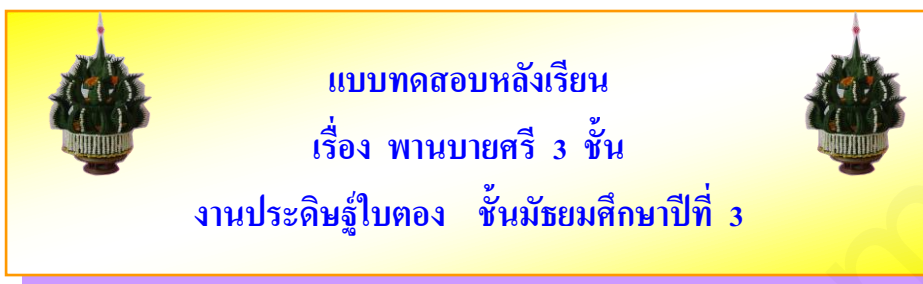 แบบทดสอบหลังเรียน
เรื่อง พานบายศรี 3 ชั้น
งานประดิษฐ์ใบตอง ชั้นมัธยมศึกษาปีที่ 3